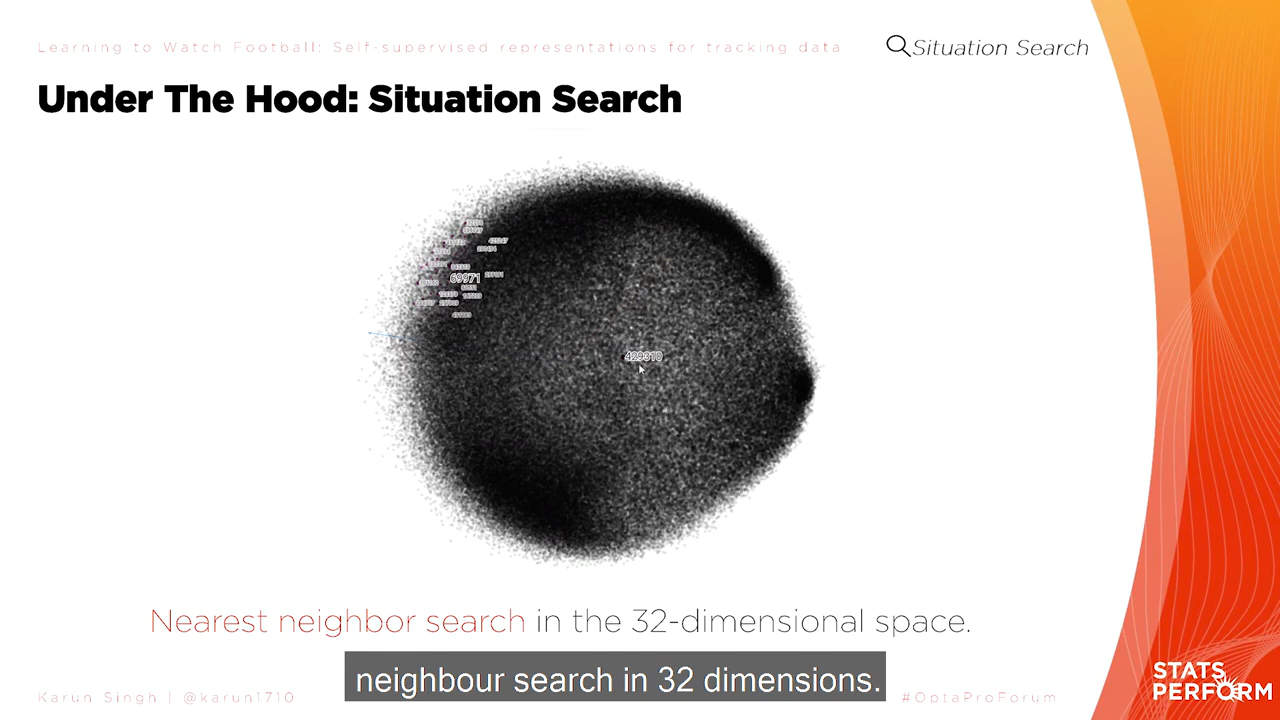 Learning to Watch Football: Self-supervised representations for tracking data
Situation Search
Under The Hood: Situation Search
69971
429310
Nearest neighbor search in the 32-dimensional space.
neighbour search in 32 dimensions.
Karun Singh | @karun1710
#OptaProForum
STATS
PERFORM